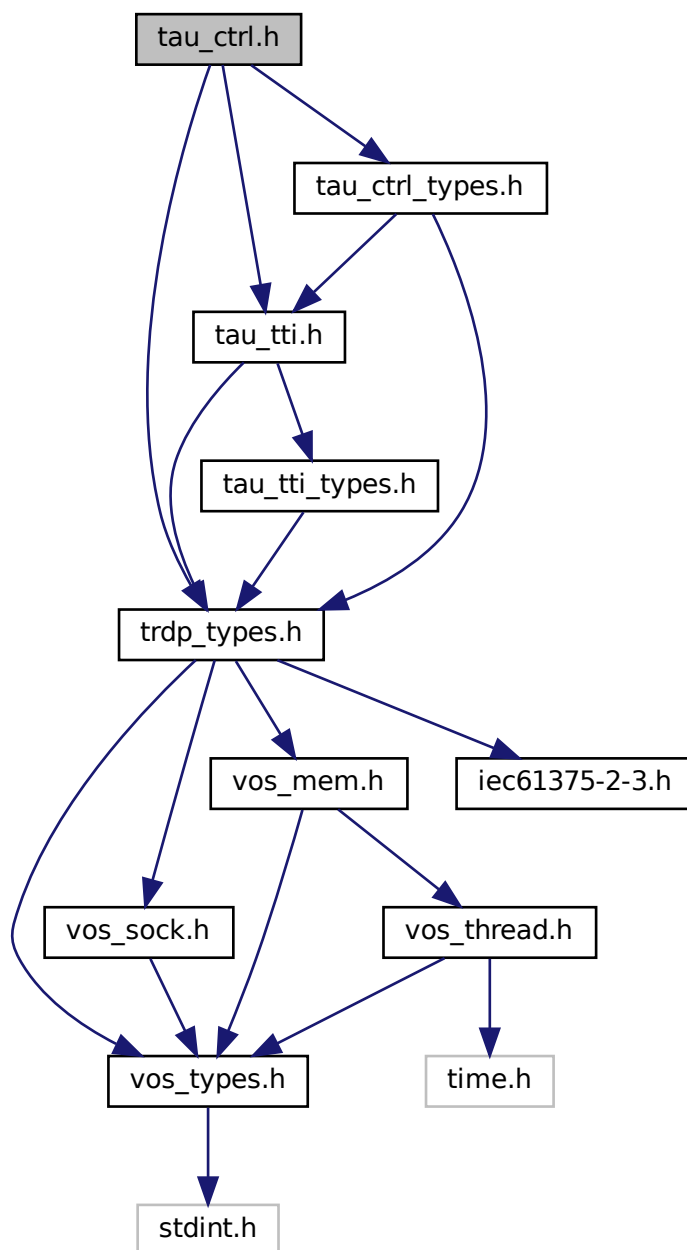 tau_ctrl.h
tau_ctrl_types.h
tau_tti.h
tau_tti_types.h
trdp_types.h
vos_mem.h
iec61375-2-3.h
vos_sock.h
vos_thread.h
vos_types.h
time.h
stdint.h